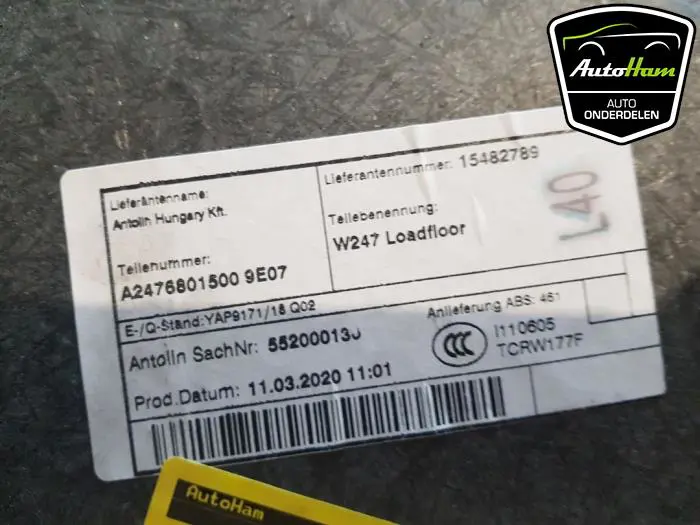 AutoHam
AUTO
ONDERDELEN
Lieferantenname:
Antolin Hungary Kft.
Lieferantennummer: 15482789
Teilenummer:
A2476801500 9E07
Teilebenennung:
W247 Loadfloor
L40
E-/Q-Stand:YAP9171/18 Q02
Anlieferung ABS: 461
Antolin SachNr: 55200013J
CCC
I110605
TCRW177F
Prod.Datum: 11.03.2020 11:01
AutoHam